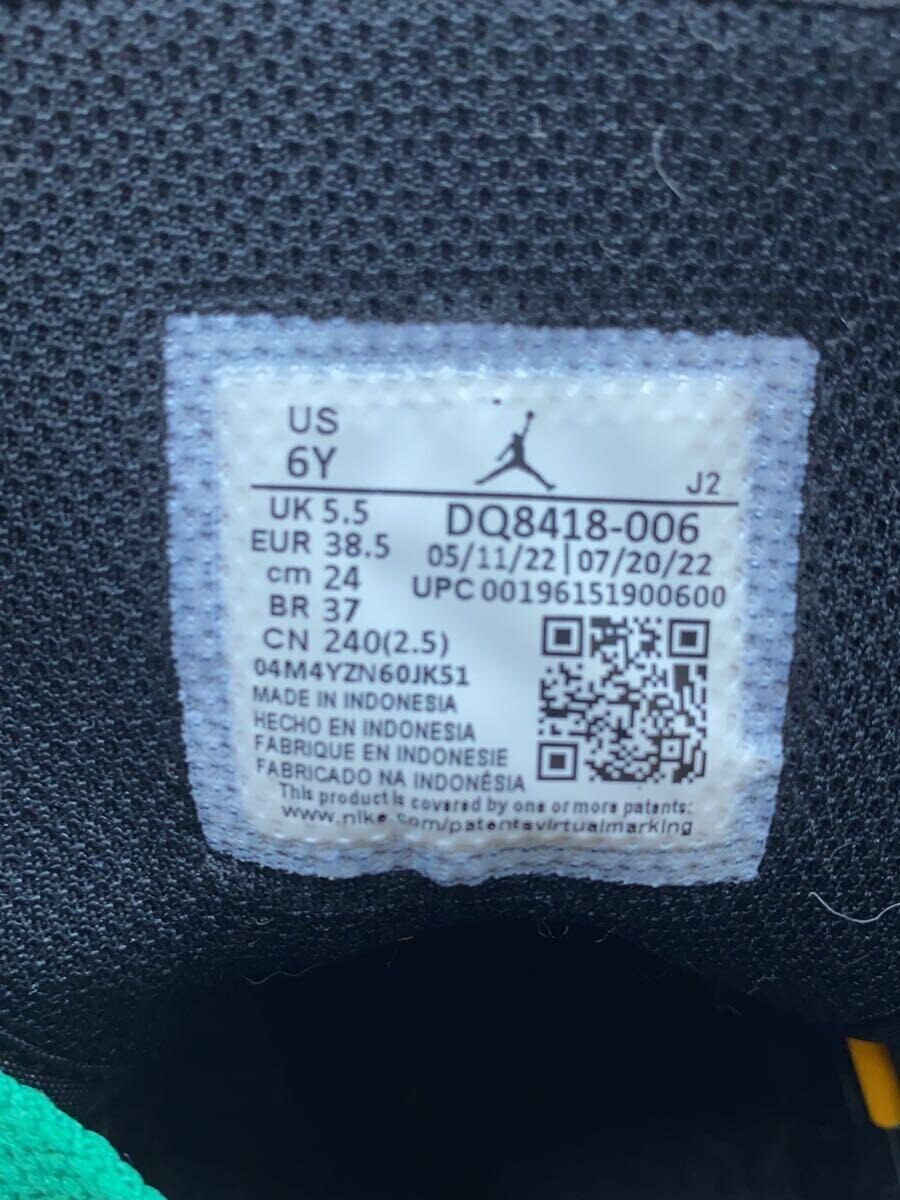 US
6Y
J2
UK 5.5
EUR 38.5
cm 24
BR 37
CN 240(2.5)
DQ8418-006
05/11/22|07/20/22
UPC 00196151900600
04M4YZN60JK51
MADE IN INDONESIA
HECHO EN INDONESIA
FABRIQUE EN INDONESIE
FABRICADO NA INDONÉSIA
This product is covered by one or more patents:
www.nike.com/patentsvirtualmarking